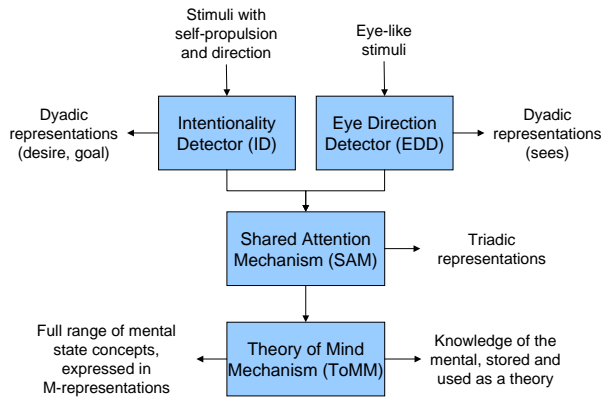 Stimuli with
self-propulsion
and direction
Eye-like
stimuli
Dyadic
representations
(desire, goal)
Intentionality
Detector (ID)
Eye Direction
Detector (EDD)
Dyadic
representations
(sees)
Shared Attention
Mechanism (SAM)
Triadic
representations
Full range of mental
state concepts,
expressed in
M-representations
Theory of Mind
Mechanism (ToMM)
Knowledge of the
mental, stored and
used as a theory